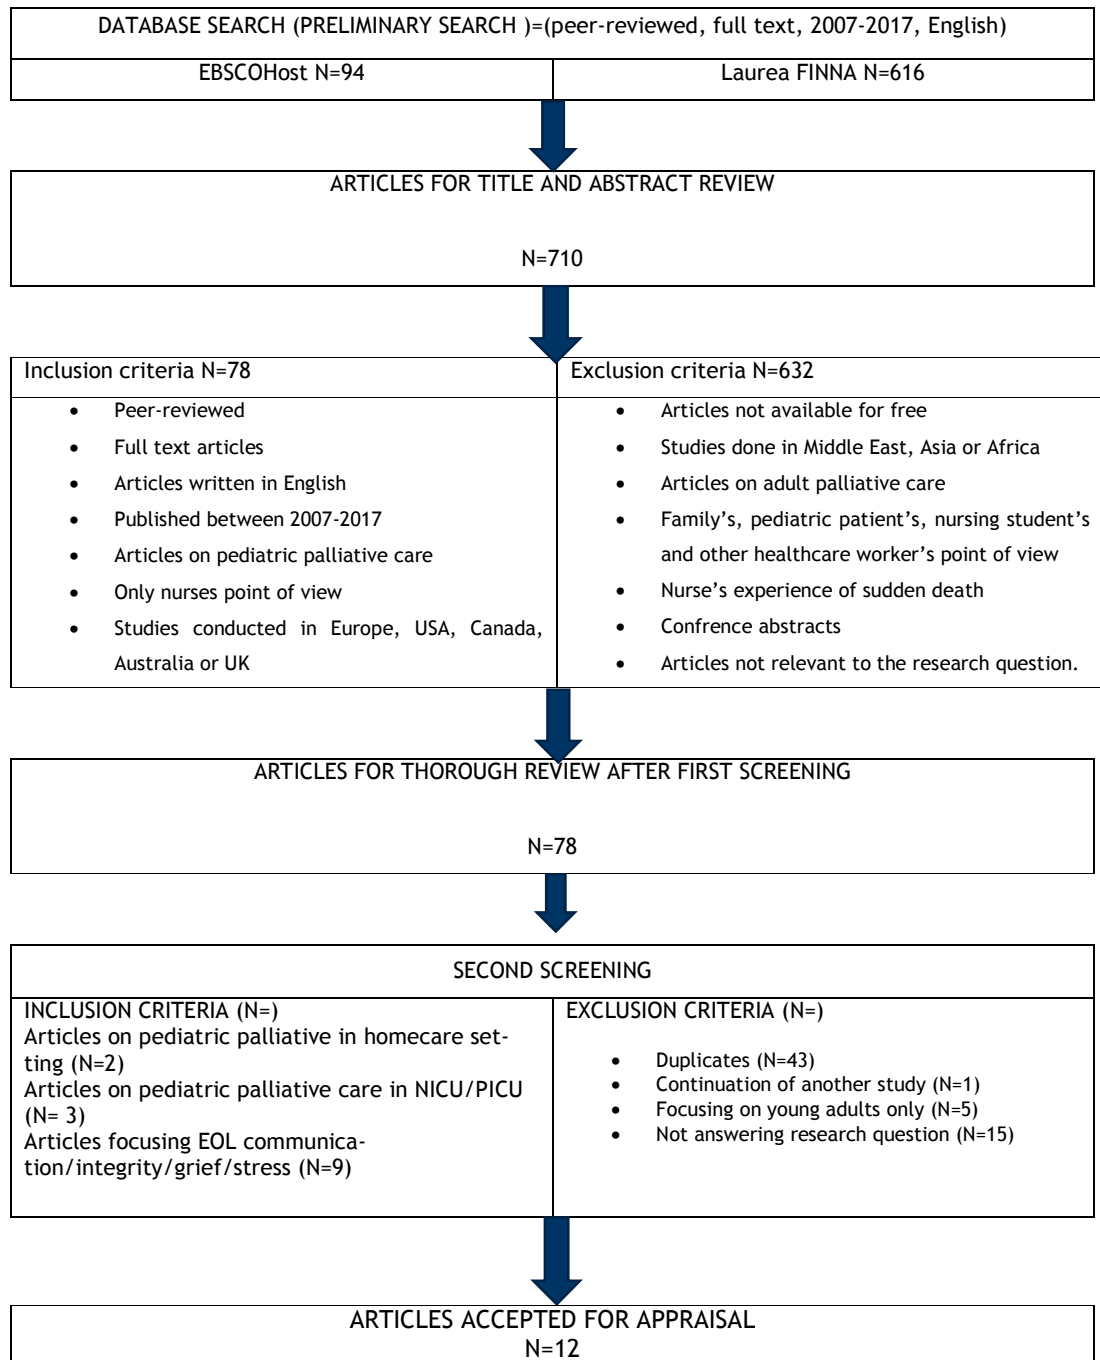 DATABASE SEARCH (PRELIMINARY SEARCH )=(peer-reviewed, full text, 2007-2017, English)
EBSCOHost N=94
Laurea FINNA N=616
ARTICLES FOR TITLE AND ABSTRACT REVIEW
N=710
Inclusion criteria N=78
• Peer-reviewed
• Full text articles
• Articles written in English
• Published between 2007-2017
• Articles on pediatric palliative care
• Only nurses point of view
• Studies conducted in Europe, USA, Canada,
Australia or UK
Exclusion criteria N=632
• Articles not available for free
• Studies done in Middle East, Asia or Africa
• Articles on adult palliative care
• Family’s, pediatric patient’s, nursing student’s
and other healthcare worker’s point of view
• Nurse’s experience of sudden death
• Confrence abstracts
• Articles not relevant to the research question.
ARTICLES FOR THOROUGH REVIEW AFTER FIRST SCREENING
N=78
SECOND SCREENING
INCLUSION CRITERIA (N=)
Articles on pediatric palliative in homecare set-
ting (N=2)
Articles on pediatric palliative care in NICU/PICU
(N= 3)
Articles focusing EOL communica-
tion/integrity/grief/stress (N=9)
EXCLUSION CRITERIA (N=)
• Duplicates (N=43)
• Continuation of another study (N=1)
• Focusing on young adults only (N=5)
• Not answering research question (N=15)
ARTICLES ACCEPTED FOR APPRAISAL
N=12